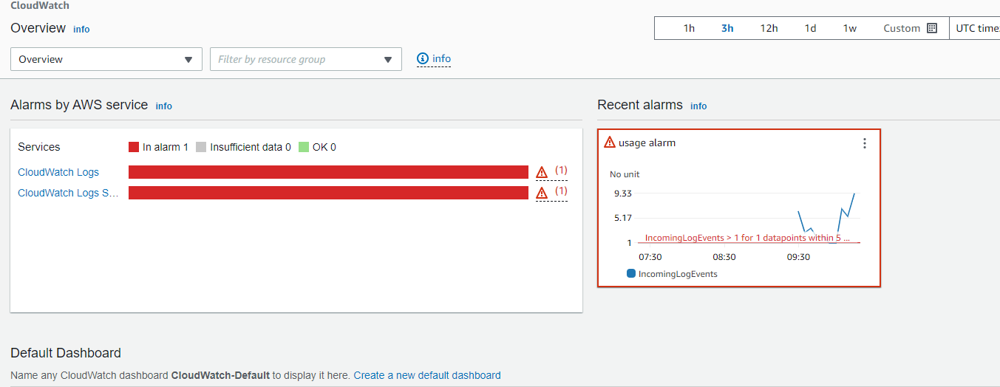 CloudWatch
Overview info
1h 3h 12h 1d 1w Custom UTC time
Overview
Filter by resource group
info
Alarms by AWS service info
Services In alarm 1 Insufficient data 0 OK 0
CloudWatch Logs (1)
CloudWatch Logs S... (1)
Recent alarms info
usage alarm
No unit
9.33
5.17
1
IncomingLogEvents > 1 for 1 datapoints within 5 ...
07:30 08:30 09:30
IncomingLogEvents
Default Dashboard
Name any CloudWatch dashboard CloudWatch-Default to display it here. Create a new default dashboard